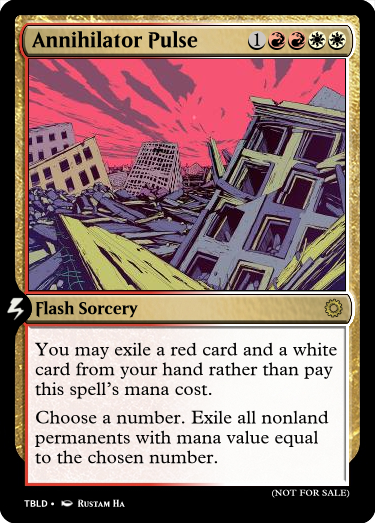 Annihilator Pulse 1
Flash Sorcery
You may exile a red card and a white
card from your hand rather than pay
this spell's mana cost.
Choose a number. Exile all nonland
permanents with mana value equal
to the chosen number.
(NOT FOR SALE)
TBLD • Rustam Ha